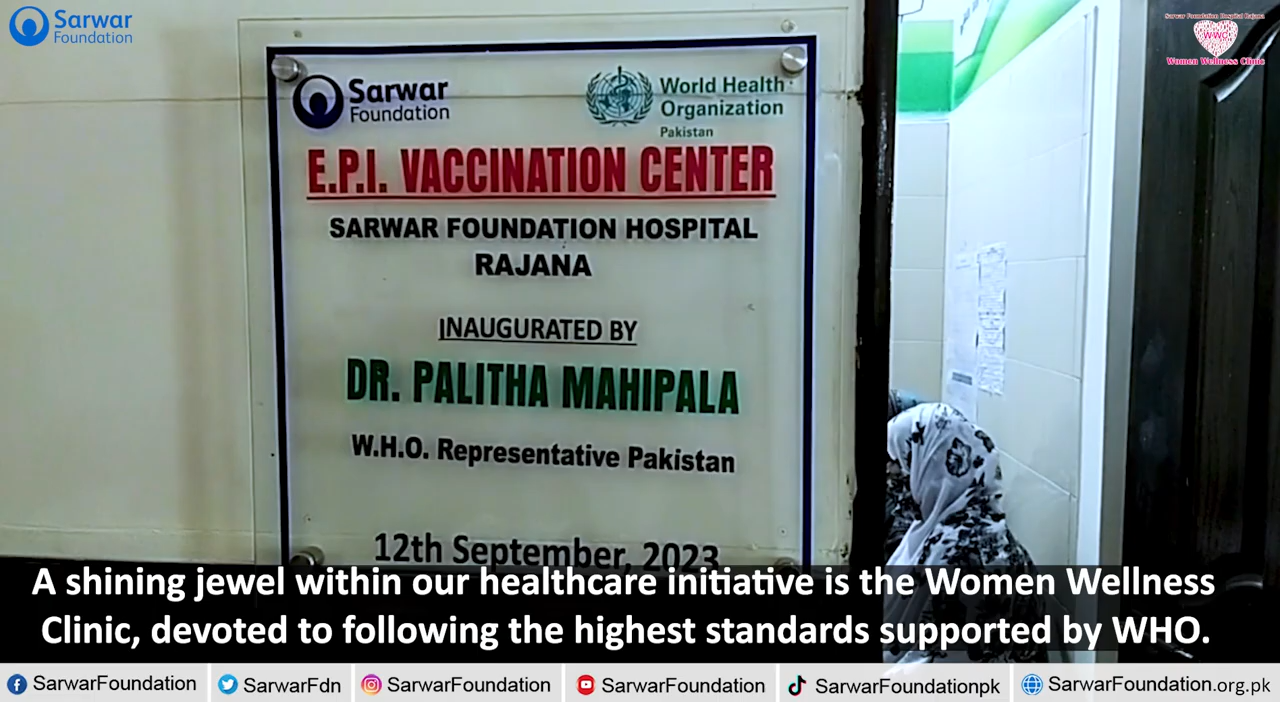 Sarwar
Foundation
Sarwar Foundation Hospital Rajana
WWC
Women Wellness Clinic
Sarwar
Foundation
World Health
Organization
Pakistan
E.P.I. VACCINATION CENTER
SARWAR FOUNDATION HOSPITAL
RAJANA
INAUGURATED BY
DR. PALITHA MAHIPALA
W.H.O. Representative Pakistan
12th September, 2023
A shining jewel within our healthcare initiative is the Women Wellness
Clinic, devoted to following the highest standards supported by WHO.
SarwarFoundation
SarwarFdn
SarwarFoundation
SarwarFoundation
SarwarFoundationpk
SarwarFoundation.org.pk